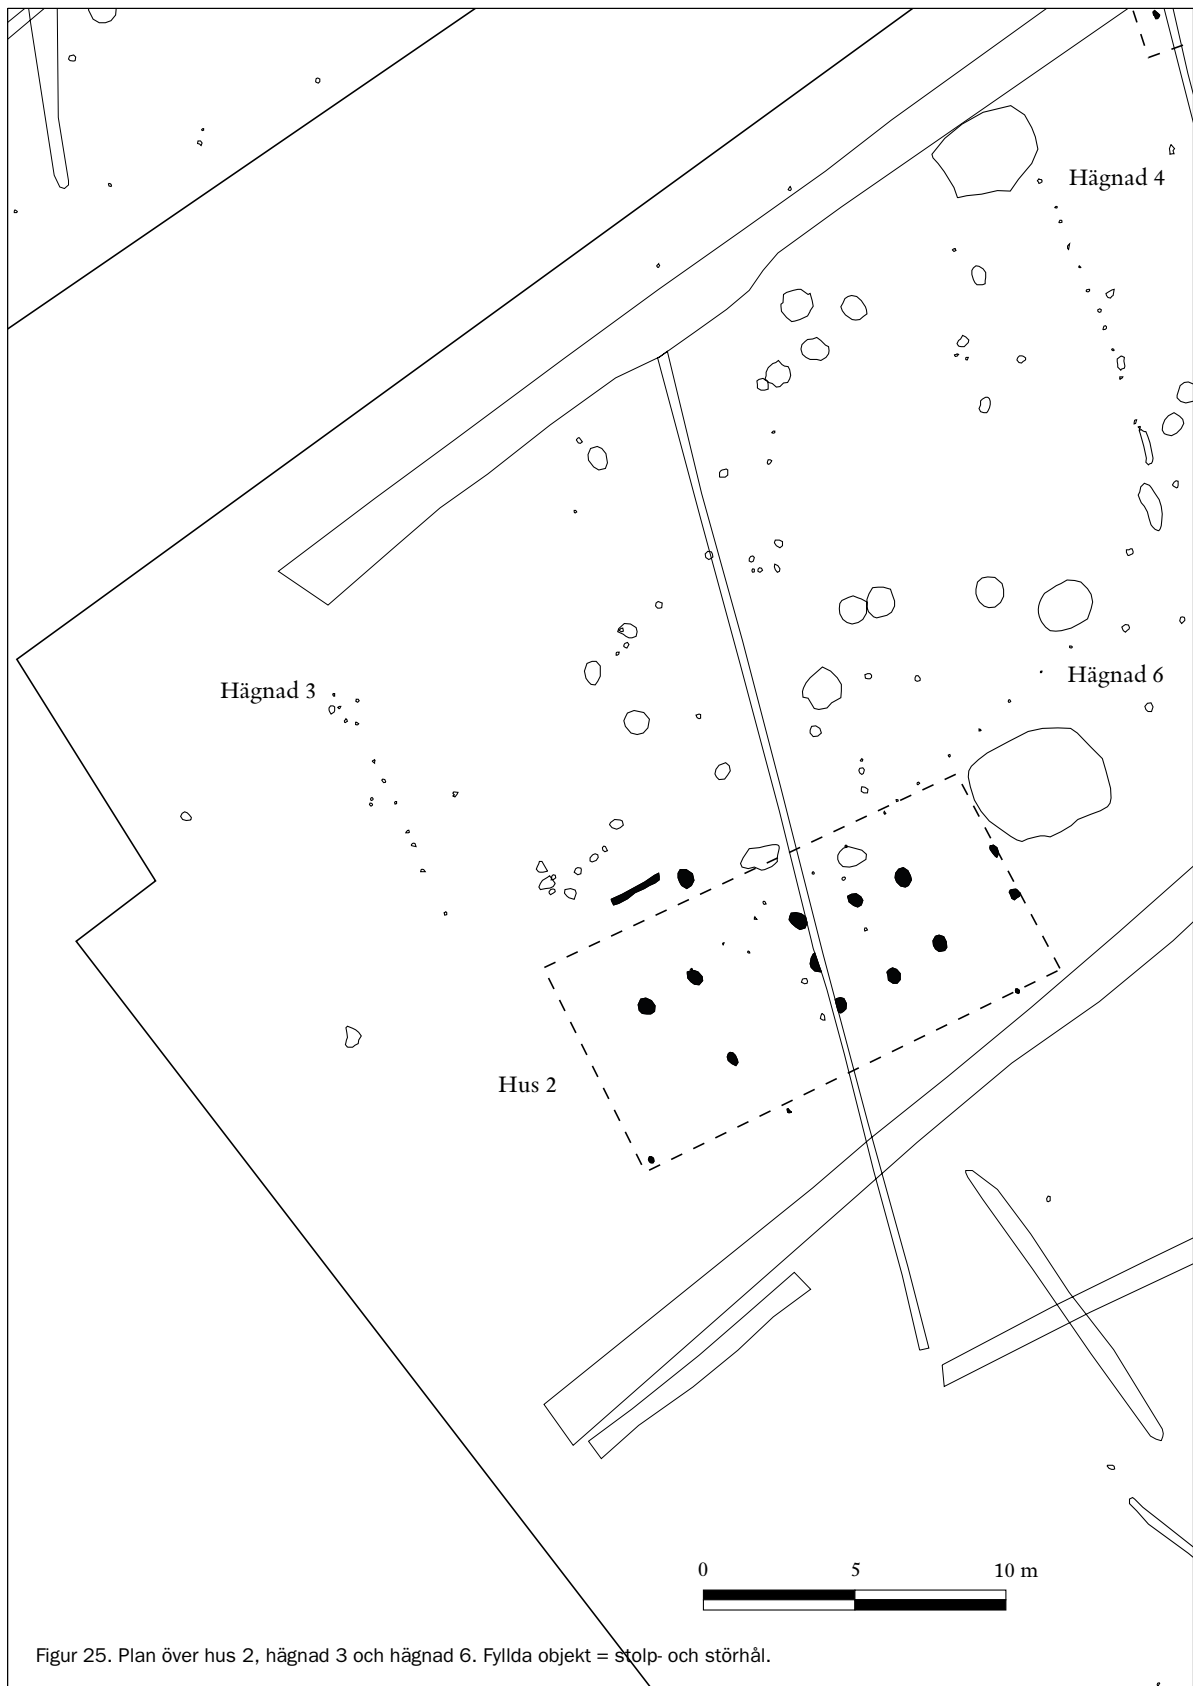 Hägnad 4
Hägnad 6
Hägnad 3
Hus 2
0 5 10 m
Figur 25. Plan över hus 2, hägnad 3 och hägnad 6. Fyllda objekt = stolp- och störhål.